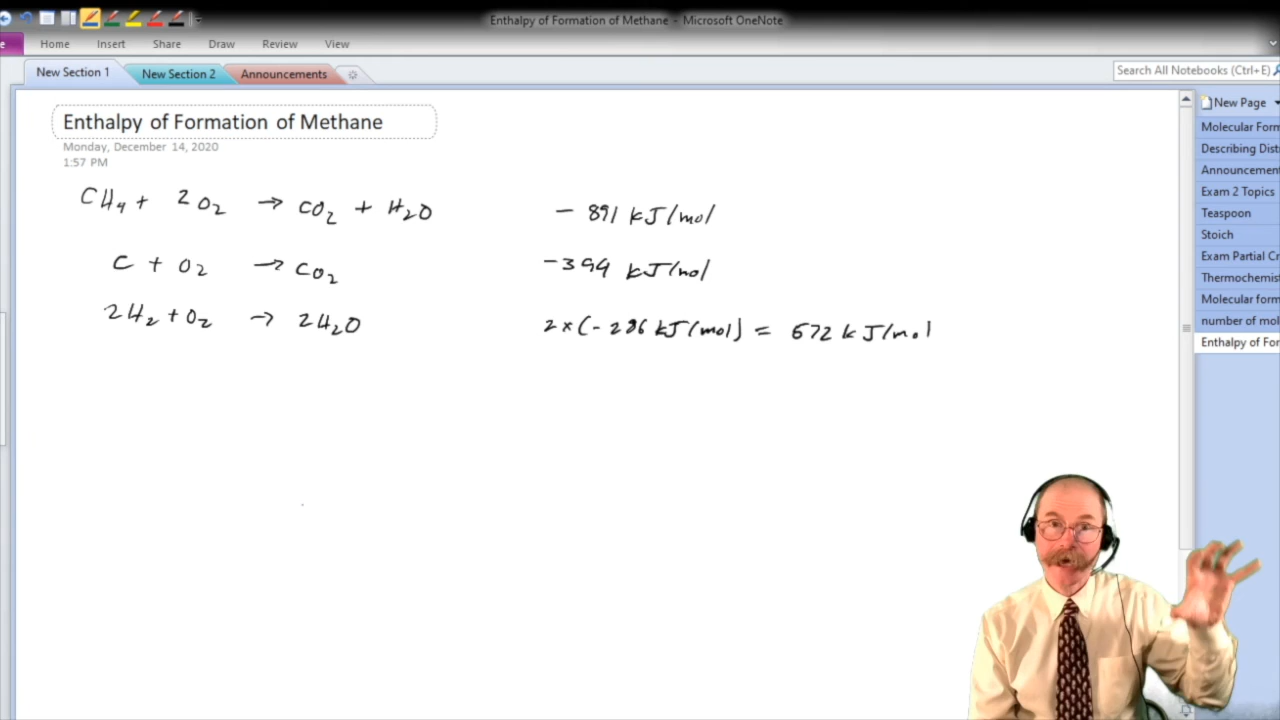 Enthalpy of Formation of Methane - Microsoft OneNote
Home Insert Share Draw Review View
New Section 1 New Section 2 Announcements
Search All Notebooks (Ctrl+E)
New Page
Enthalpy of Formation of Methane
Monday, December 14, 2020
1:57 PM
CH4 + 2O2 → CO2 + H2O - 891 kJ/mol
C + O2 → CO2 -394 kJ/mol
2H2 + O2 → 2H2O 2 × (-286 kJ/mol) = 572 kJ/mol
Molecular Form
Describing Dist
Announcement
Exam 2 Topics
Teaspoon
Stoich
Exam Partial Cr
Thermochemis
Molecular form
number of mol
Enthalpy of For